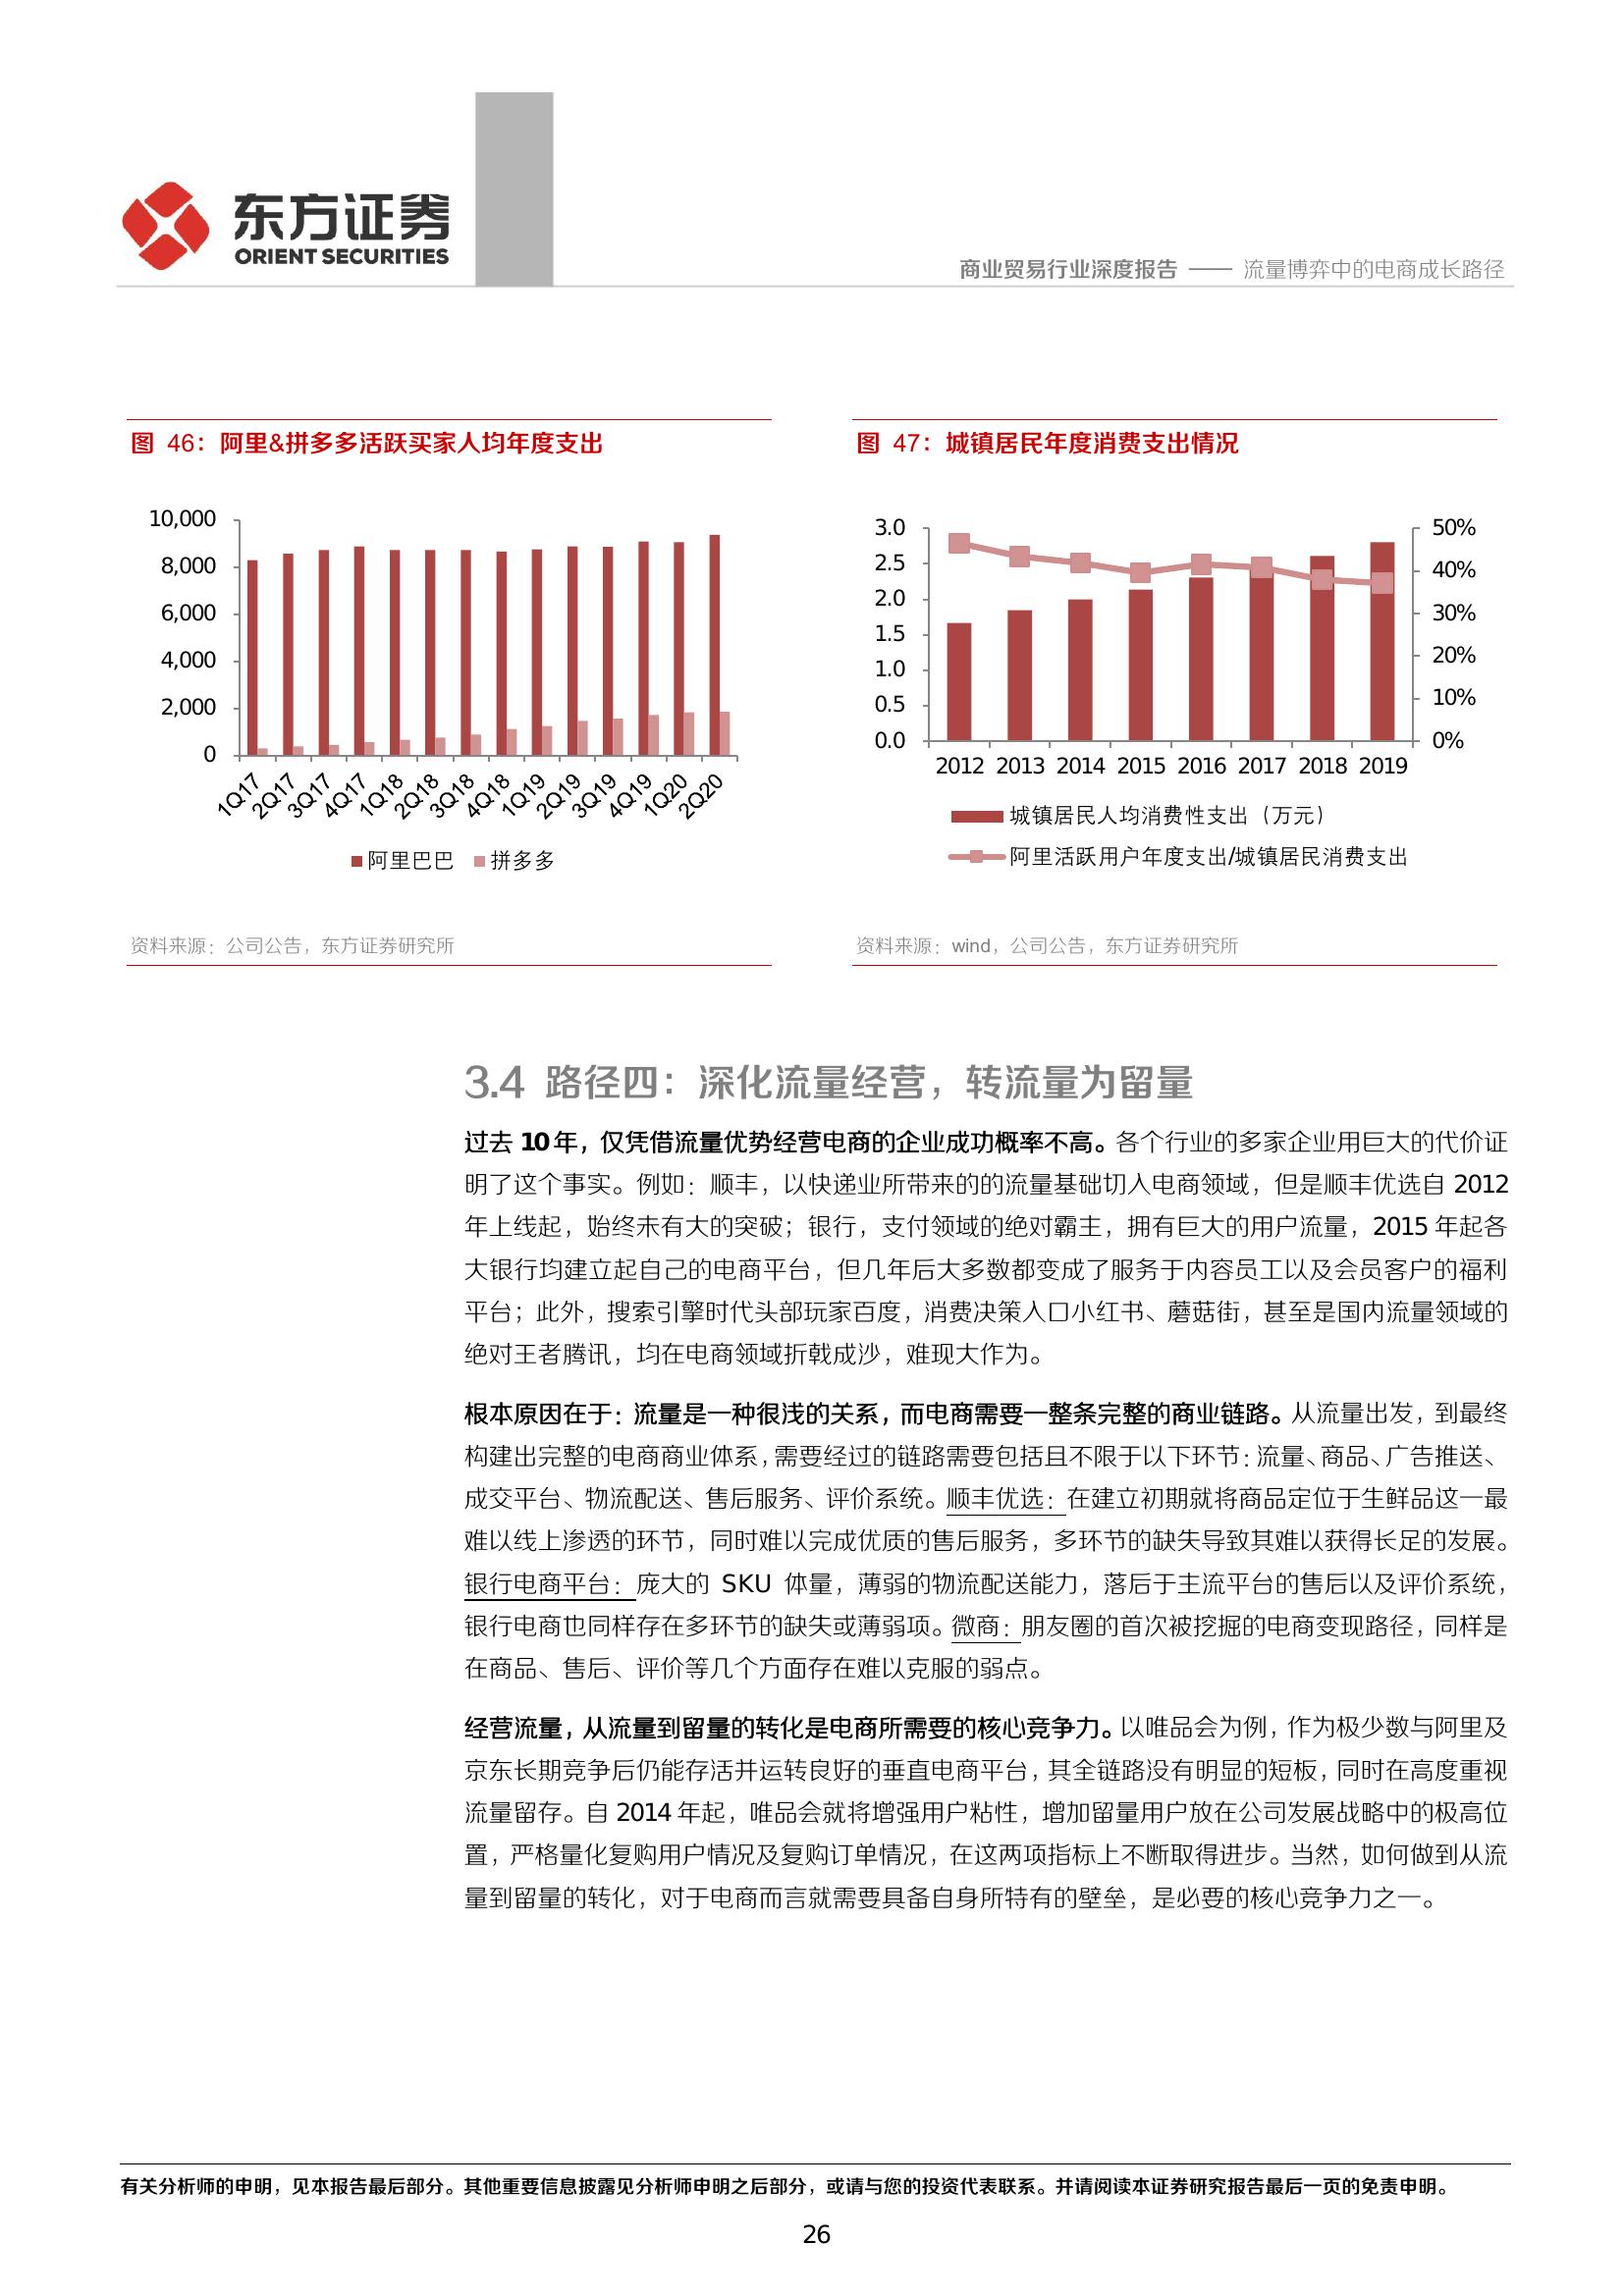 东方证券
ORIENT SECURITIES
商业贸易行业深度报告 —— 流量博弈中的电商成长路径
图 46：阿里&拼多多活跃买家人均年度支出
10,000
8,000
6,000
4,000
2,000
0
1Q17 2Q17 3Q17 4Q17 1Q18 2Q18 3Q18 4Q18 1Q19 2Q19 3Q19 4Q19 1Q20 2Q20
阿里巴巴 拼多多
资料来源：公司公告，东方证券研究所
图 47：城镇居民年度消费支出情况
3.0 50%
2.5 40%
2.0 30%
1.5 20%
1.0 10%
0.5 0%
0.0
2012 2013 2014 2015 2016 2017 2018 2019
城镇居民人均消费性支出（万元）
阿里活跃用户年度支出/城镇居民消费支出
资料来源：wind，公司公告，东方证券研究所
3.4 路径四：深化流量经营，转流量为留量
过去 10 年，仅凭借流量优势经营电商的企业成功概率不高。各个行业的多家企业用巨大的代价证
明了这个事实。例如：顺丰，以快递业所带来的的流量基础切入电商领域，但是顺丰优选自 2012
年上线起，始终未有大的突破；银行，支付领域的绝对霸主，拥有巨大的用户流量，2015 年起各
大银行均建立起自己的电商平台，但几年后大多数都变成了服务于内容员工以及会员客户的福利
平台；此外，搜索引擎时代头部玩家百度，消费决策入口小红书、蘑菇街，甚至是国内流量领域的
绝对王者腾讯，均在电商领域折戟成沙，难现大作为。
根本原因在于：流量是一种很浅的关系，而电商需要一整条完整的商业链路。从流量出发，到最终
构建出完整的电商商业体系，需要经过的链路需要包括且不限于以下环节：流量、商品、广告推送、
成交平台、物流配送、售后服务、评价系统。顺丰优选：在建立初期就将商品定位于生鲜品这一最
难以线上渗透的环节，同时难以完成优质的售后服务，多环节的缺失导致其难以获得长足的发展。
银行电商平台：庞大的 SKU 体量，薄弱的物流配送能力，落后于主流平台的售后以及评价系统，
银行电商也同样存在多环节的缺失或薄弱项。微商：朋友圈的首次被挖掘的电商变现路径，同样是
在商品、售后、评价等几个方面存在难以克服的弱点。
经营流量，从流量到留量的转化是电商所需要的核心竞争力。以唯品会为例，作为极少数与阿里及
京东长期竞争后仍能存活并运转良好的垂直电商平台，其全链路没有明显的短板，同时在高度重视
流量留存。自 2014 年起，唯品会就将增强用户粘性，增加留量用户放在公司发展战略中的极高位
置，严格量化复购用户情况及复购订单情况，在这两项指标上不断取得进步。当然，如何做到从流
量到留量的转化，对于电商而言就需要具备自身所特有的壁垒，是必要的核心竞争力之一。
有关分析师的申明，见本报告最后部分。其他重要信息披露见分析师申明之后部分，或请与您的投资代表联系。并请阅读本证券研究报告最后一页的免责申明。
26